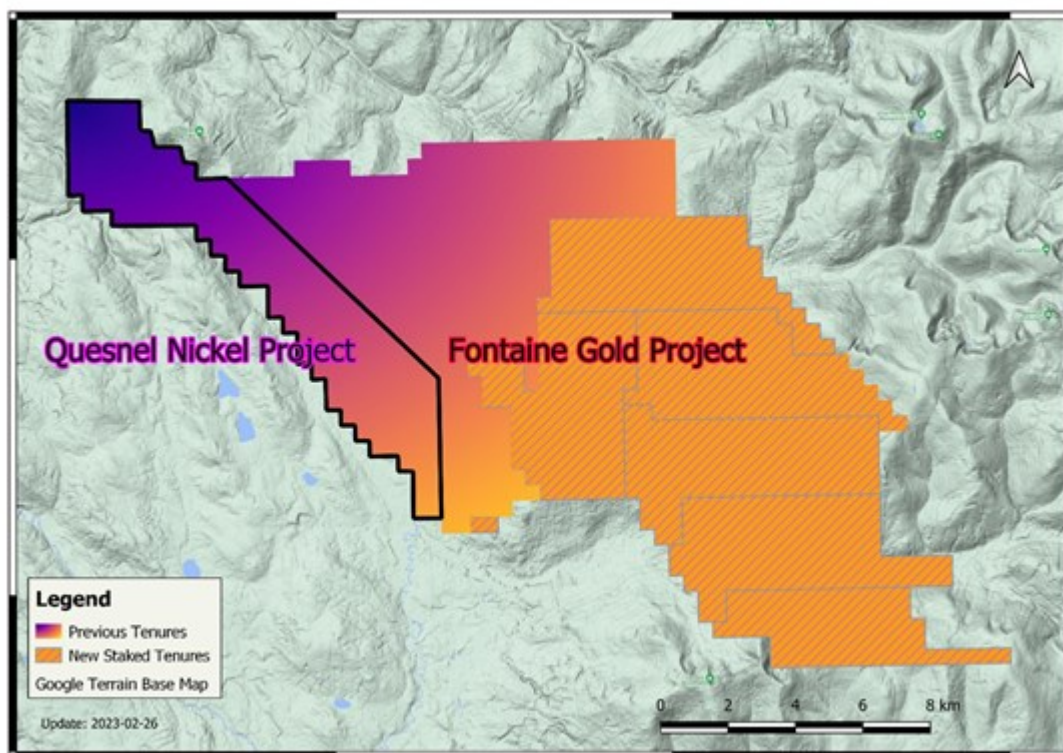 Quesnel Nickel Project
Fontaine Gold Project
Legend
Previous Tenures
New Staked Tenures
Google Terrain Base Map
Update: 2023-02-26
0 2 4 6 8 km